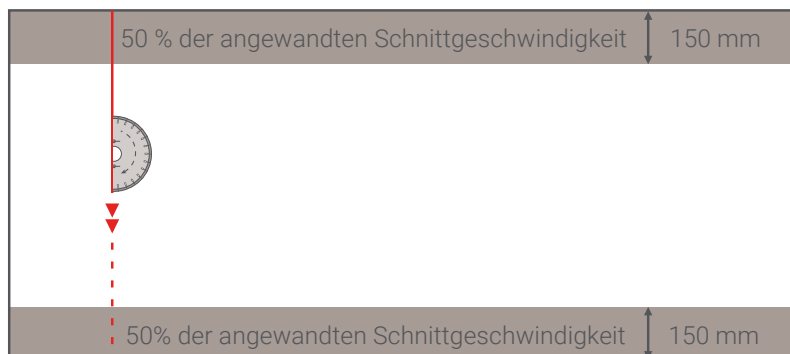 50 % der angewandten Schnittgeschwindigkeit 150 mm
50% der angewandten Schnittgeschwindigkeit 150 mm